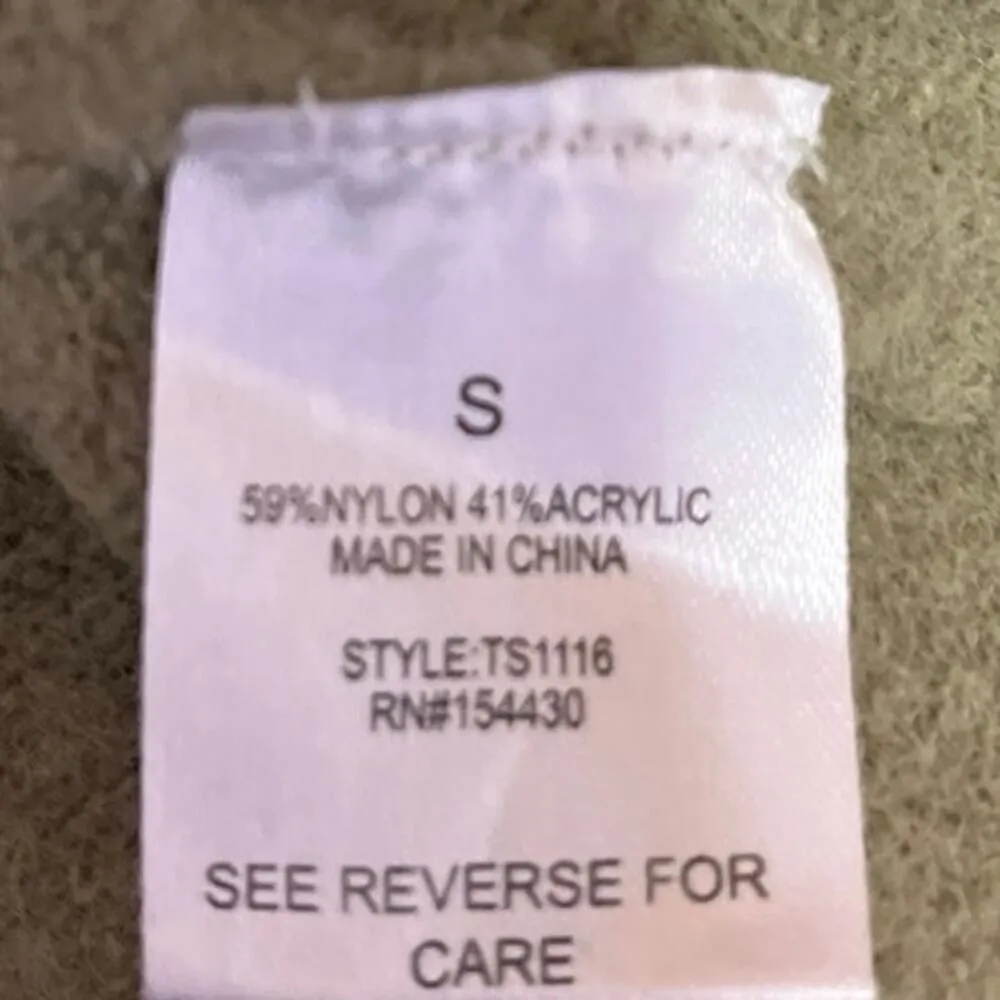 S
59%NYLON 41%ACRYLIC
MADE IN CHINA
STYLE:TS1116
RN#154430
SEE REVERSE FOR
CARE